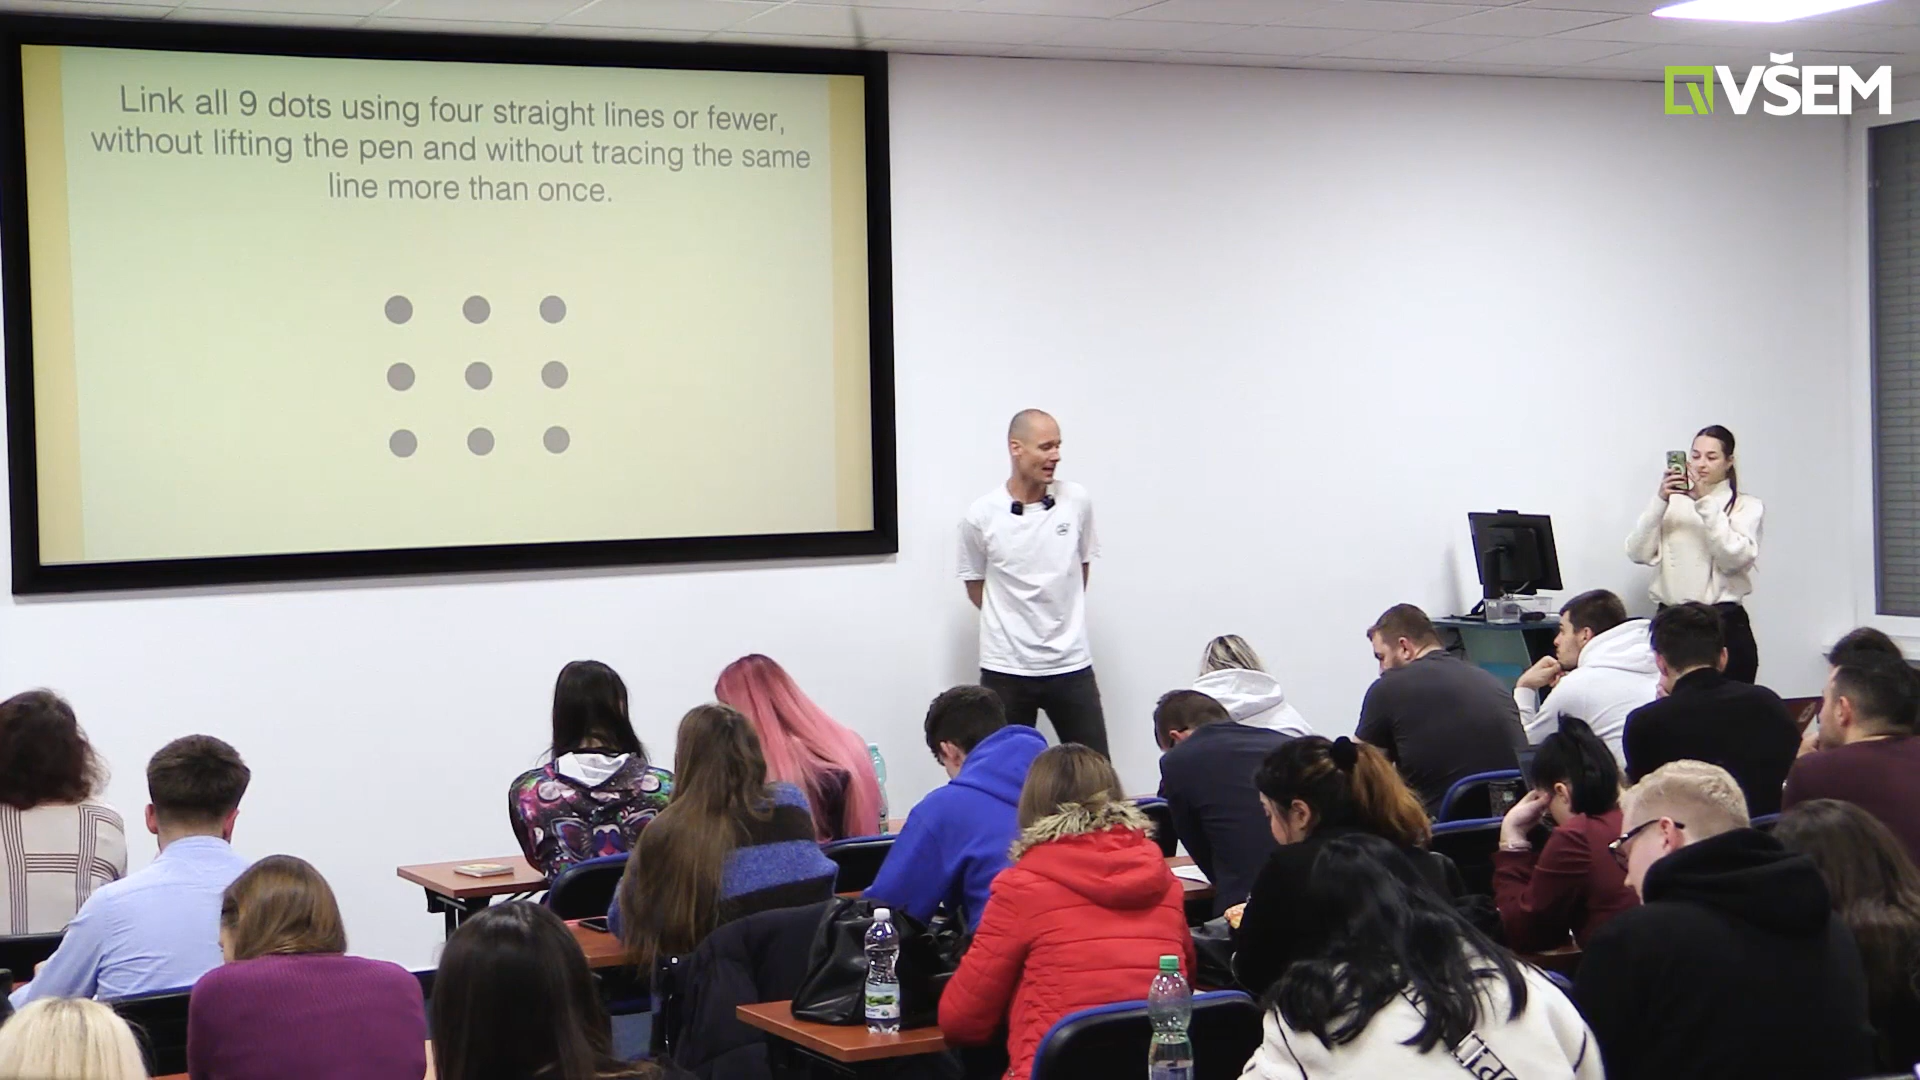 Link all 9 dots using four straight lines or fewer,
without lifting the pen and without tracing the same
line more than once.
VŠEM